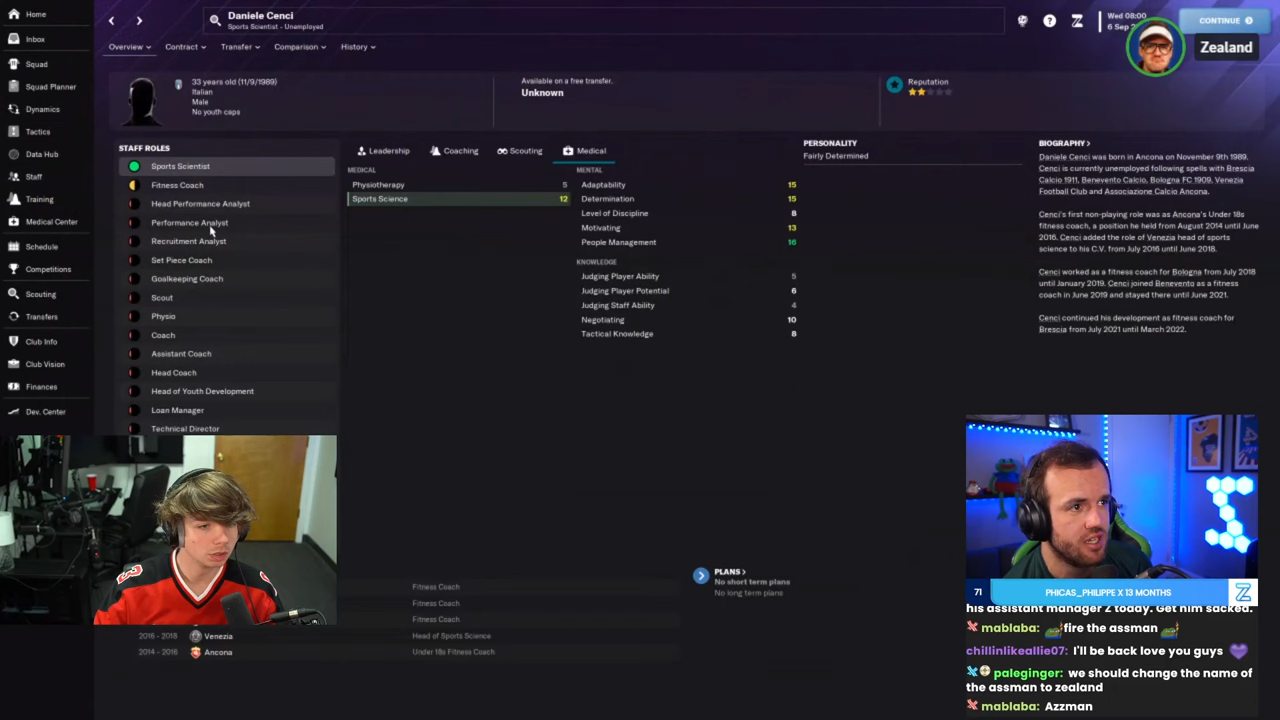 Home
Inbox
Squad
Squad Planner
Dynamics
Tactics
Data Hub
Staff
Training
Medical Center
Schedule
Competitions
Scouting
Transfers
Club Info
Club Vision
Finances
Dev. Center
Daniele Cenci
Sports Scientist - Unemployed
Wed 08:00
6 Sep
CONTINUE
Zealand
Overview
Contract
Transfer
Comparison
History
33 years old (11/9/1989)
Italian
Male
No youth caps
Available on a free transfer.
Unknown
Reputation
STAFF ROLES
Sports Scientist
Fitness Coach
Head Performance Analyst
Performance Analyst
Recruitment Analyst
Set Piece Coach
Goalkeeping Coach
Scout
Physio
Coach
Assistant Coach
Head Coach
Head of Youth Development
Loan Manager
Technical Director
Leadership
Coaching
Scouting
Medical
MEDICAL
Physiotherapy 5
Sports Science 12
MENTAL
Adaptability 15
Determination 15
Level of Discipline 8
Motivating 13
People Management 16
KNOWLEDGE
Judging Player Ability 5
Judging Player Potential 6
Judging Staff Ability 4
Negotiating 10
Tactical Knowledge 8
PERSONALITY
Fairly Determined
BIOGRAPHY >
Daniele Cenci was born in Ancona on November 9th 1989.
Cenci is currently unemployed following spells with Brescia
Calcio 1911, Benevento Calcio, Bologna FC 1909, Venezia
Football Club and Associazione Calcio Ancona.
Cenci's first non-playing role was as Ancona's Under 18s
fitness coach, a position he held from August 2014 until June
2016. Cenci added the role of Venezia head of sports
science to his C.V. from July 2016 until June 2018.
Cenci worked as a fitness coach for Bologna from July 2018
until January 2019. Cenci joined Benevento as a fitness
coach in June 2019 and stayed there until June 2021.
Cenci continued his development as fitness coach for
Brescia from July 2021 until March 2022.
Fitness Coach
Fitness Coach
Fitness Coach
2016 - 2018 Venezia Head of Sports Science
2014 - 2016 Ancona Under 18s Fitness Coach
PLANS >
No short term plans
No long term plans
71 PHICAS_PHILIPPE X 13 MONTHS
his assistant manager Z today. Get him sacked.
mablaba: fire the assman
chillinlikeallie07: I'll be back love you guys
paleginger: we should change the name of
the assman to zealand
mablaba: Azzman